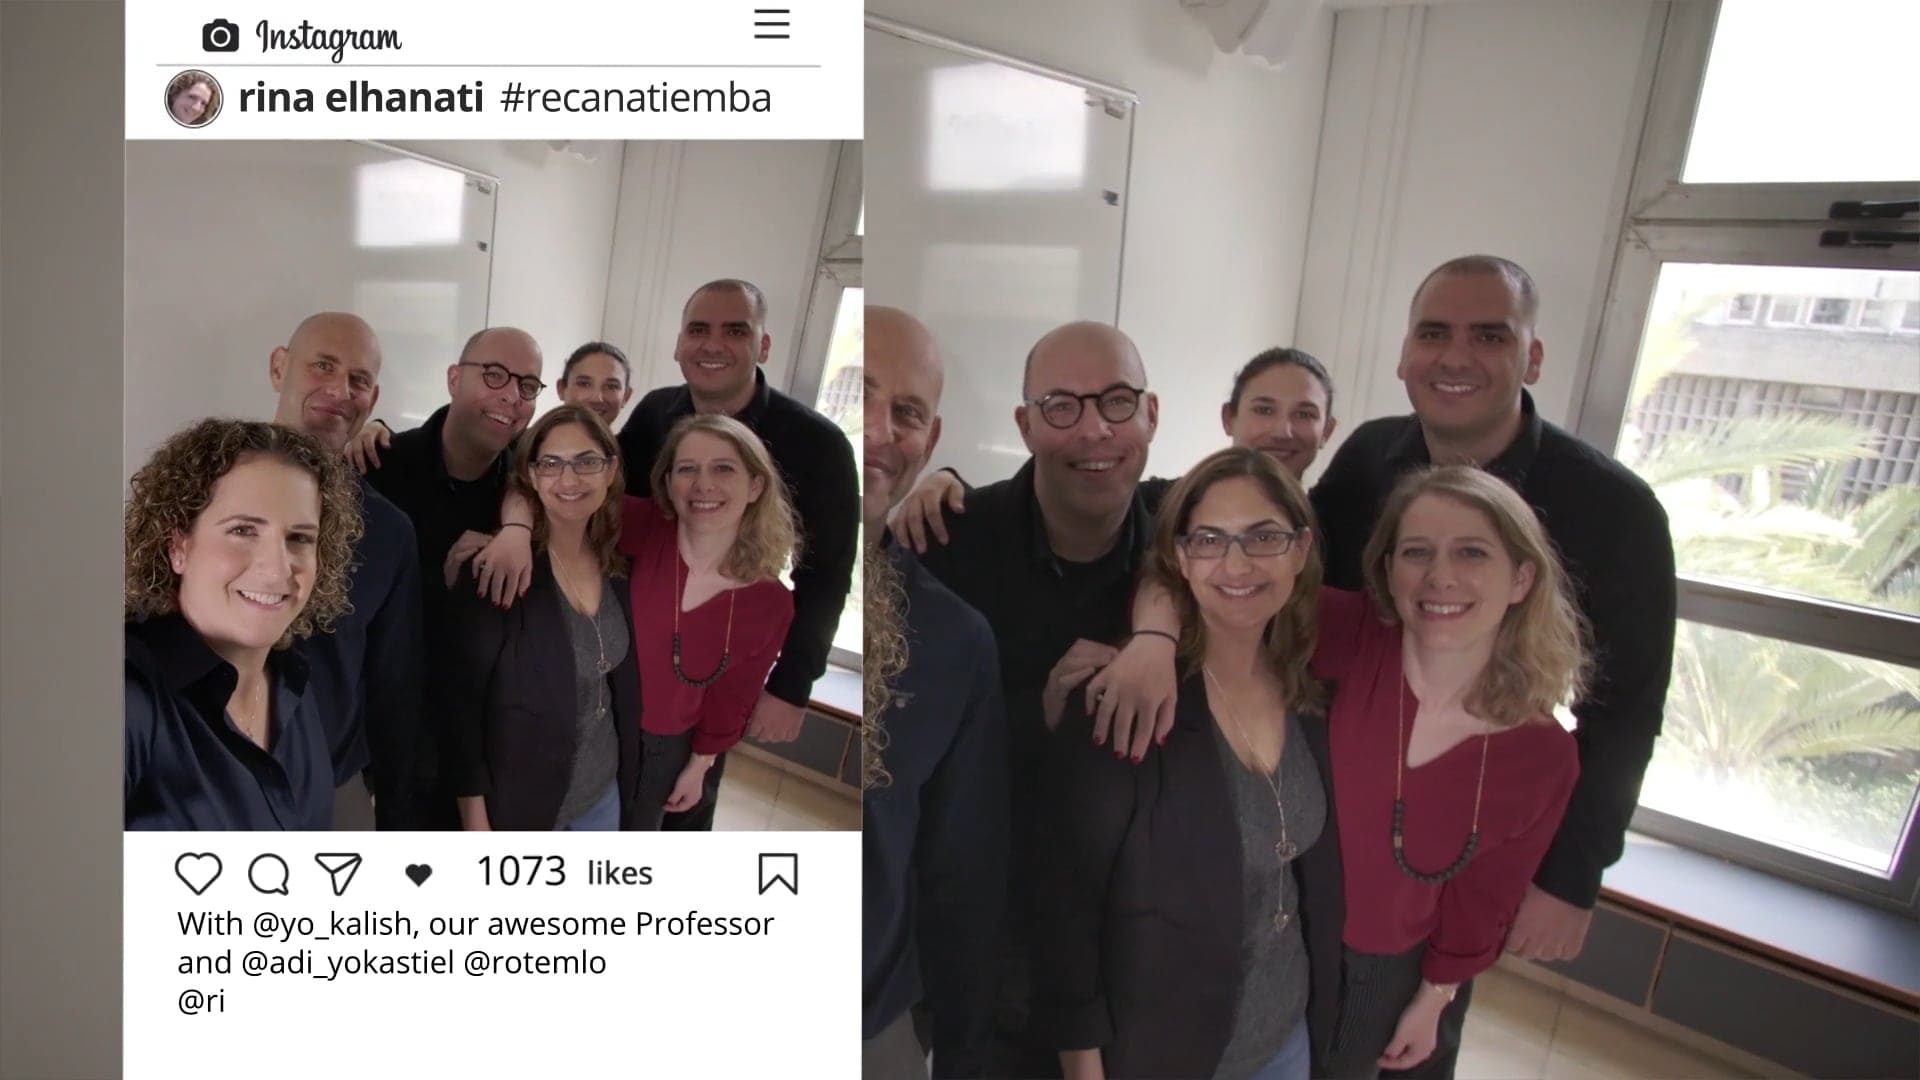 Instagram
rina elhanati #recanatiemba
1073 likes
With @yo_kalish, our awesome Professor
and @adi_yokastiel @rotemlo
@ri